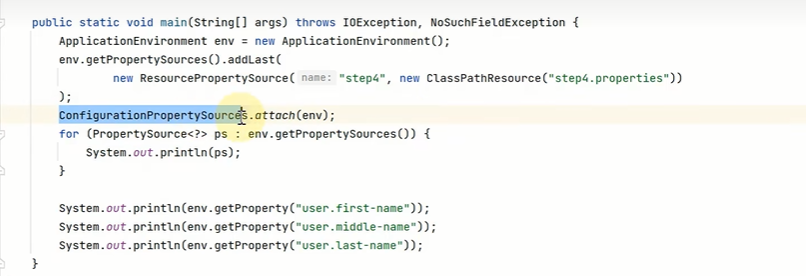 public static void main(String[] args) throws IOException, NoSuchFieldException {
ApplicationEnvironment env = new ApplicationEnvironment();
env.getPropertySources().addLast(
new ResourcePropertySource( name: "step4", new ClassPathResource("step4.properties"))
);
ConfigurationPropertySources.attach(env);
for (PropertySource<?> ps : env.getPropertySources()) {
System.out.println(ps);
}
System.out.println(env.getProperty("user.first-name"));
System.out.println(env.getProperty("user.middle-name"));
System.out.println(env.getProperty("user.last-name"));
}